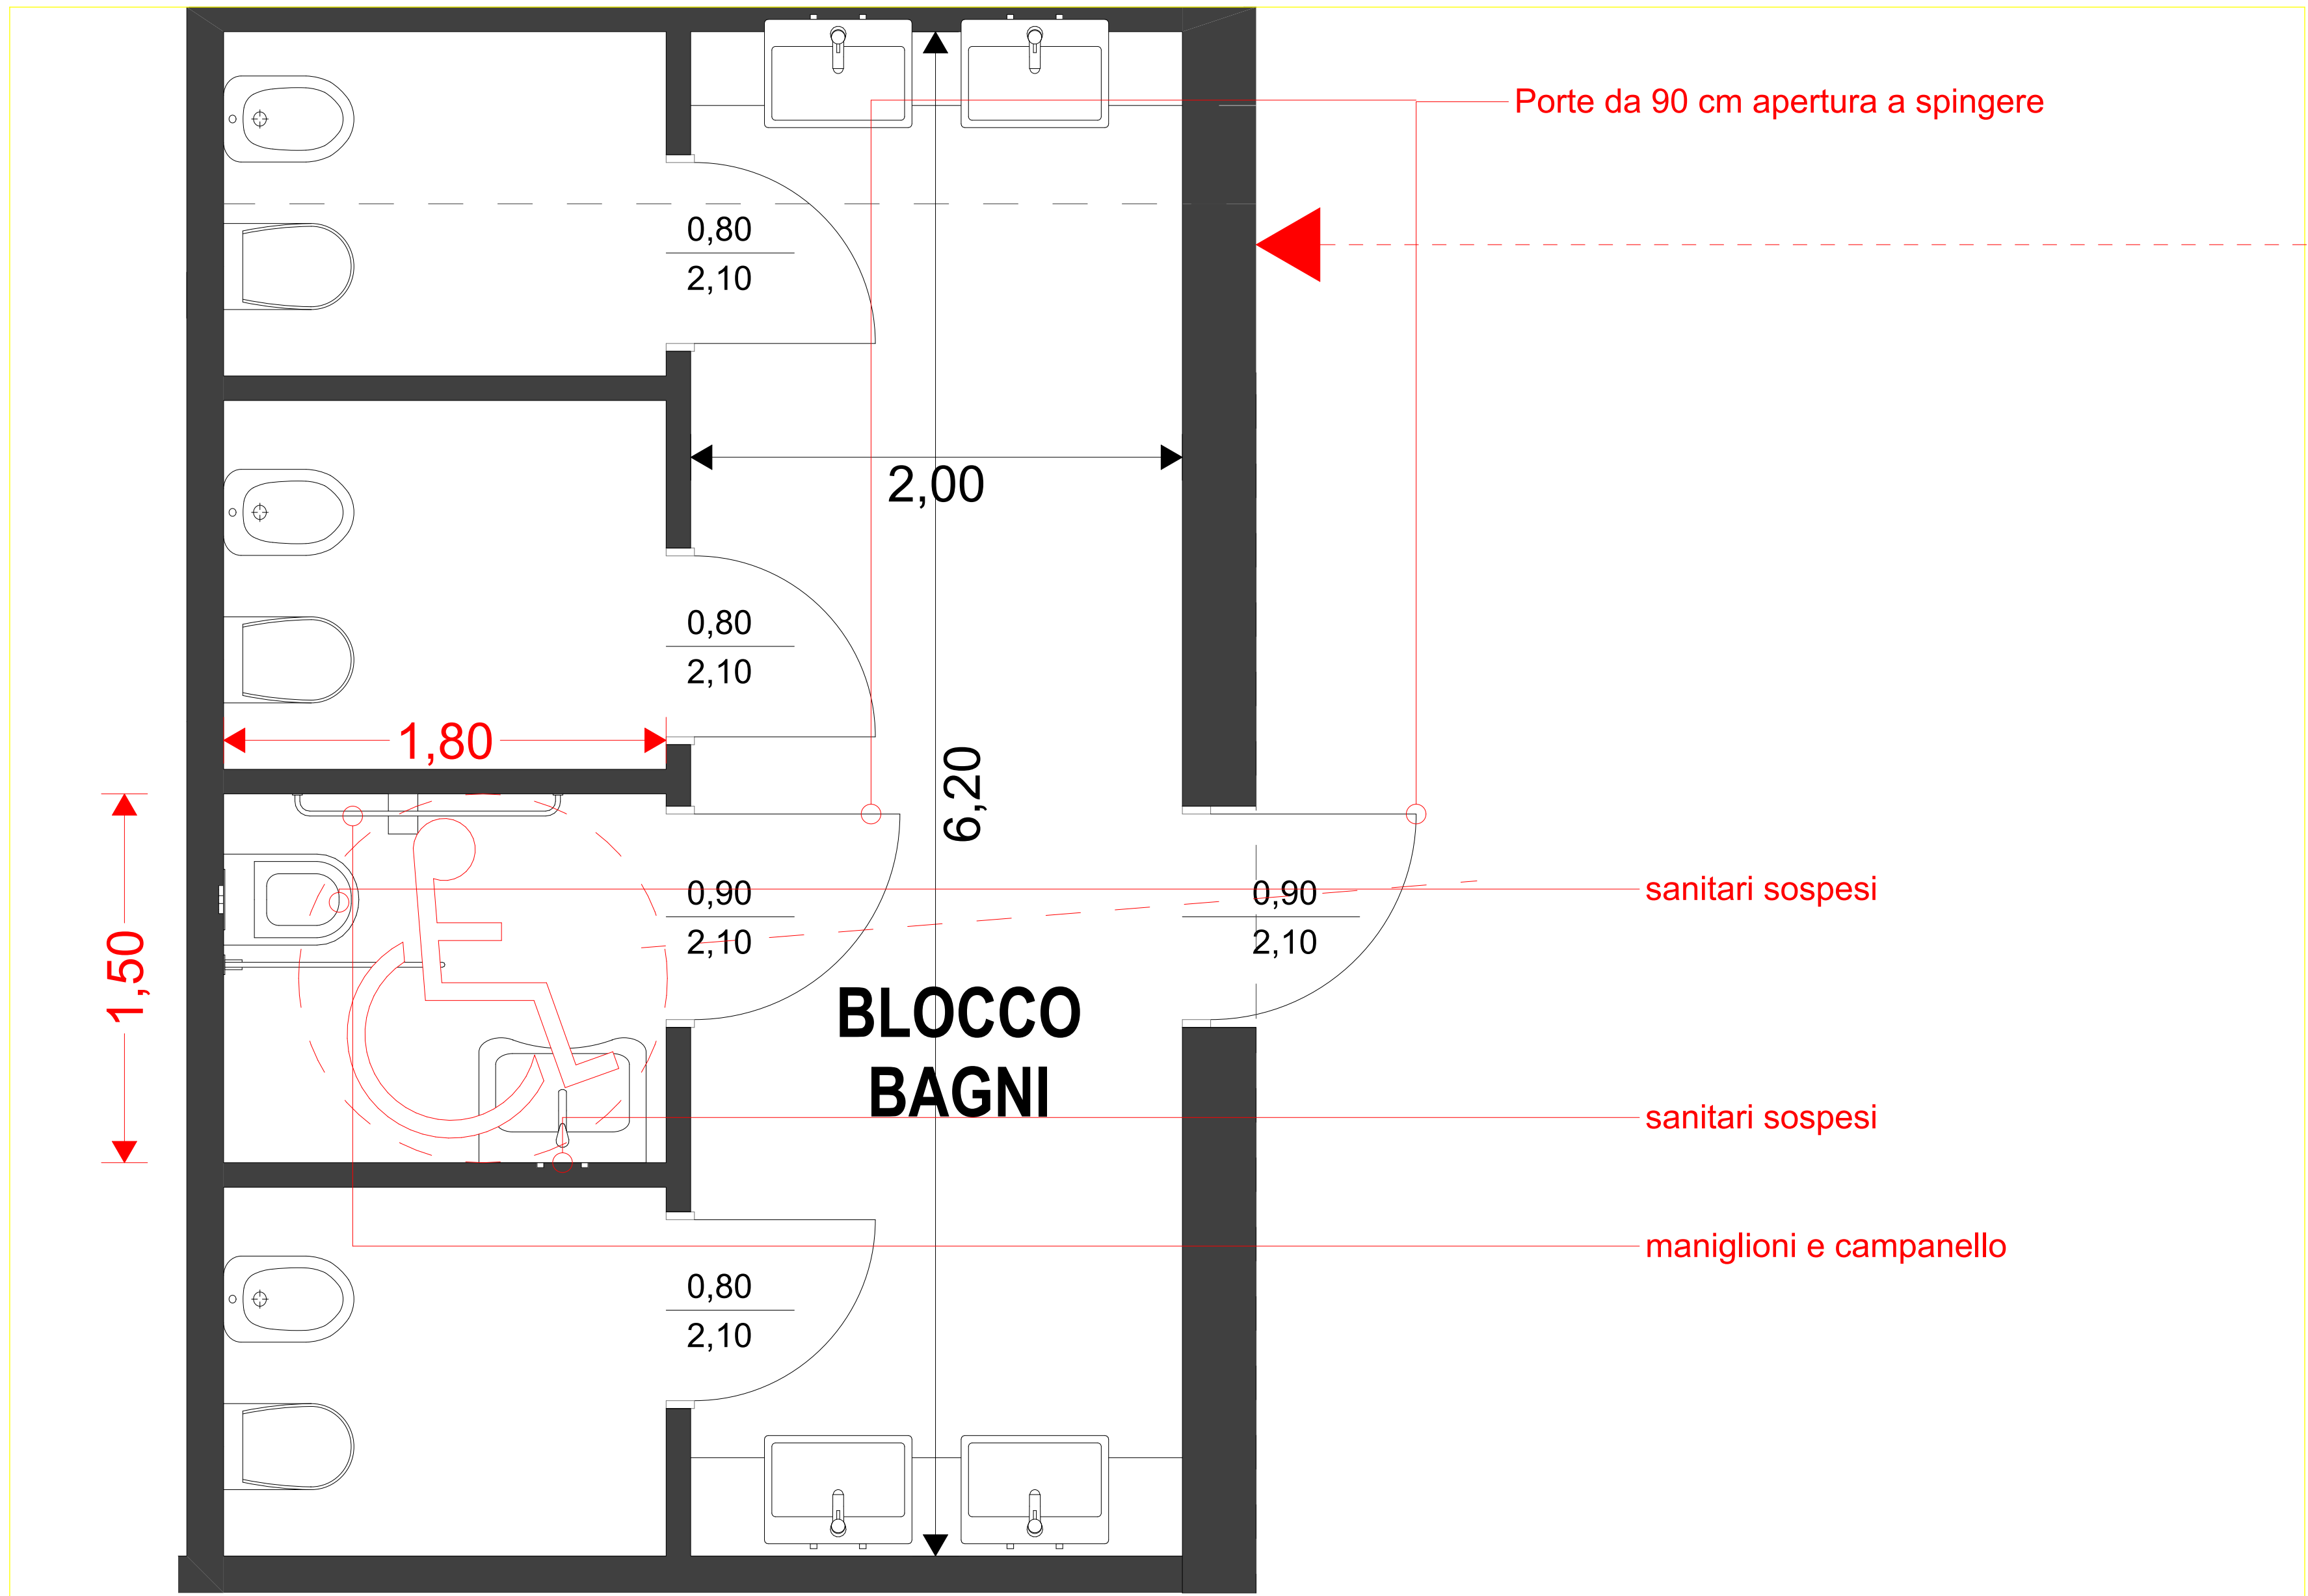 Porte da 90 cm apertura a spingere
0,80
2,10
2,00
0,80
2,10
1,80
6,20
0,90
2,10
0,90
2,10
sanitari sospesi
1,50
BLOCCO
BAGNI
sanitari sospesi
maniglioni e campanello
0,80
2,10